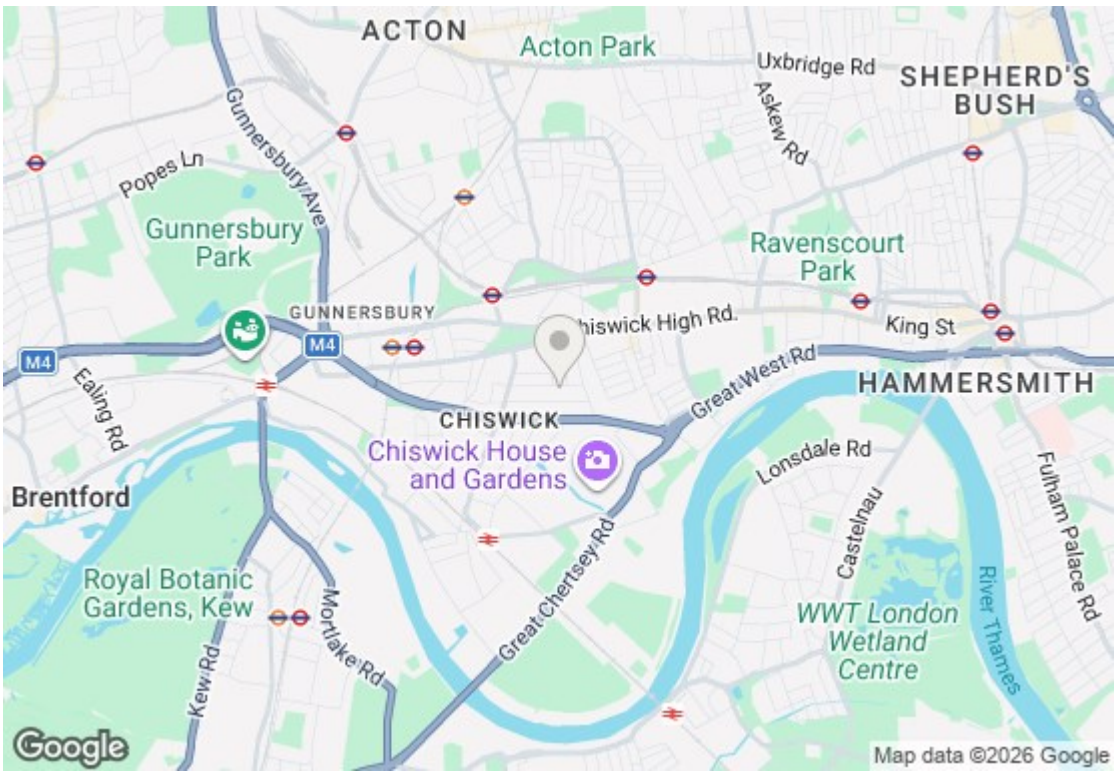 ACTON
Acton Park
Uxbridge Rd
SHEPHERD'S
BUSH
Askew Rd
Gunnersbury Ave
Popes Ln
Gunnersbury
Park
Ravenscourt
Park
GUNNERSBURY
Chiswick High Rd.
King St
M4
M4
Ealing Rd
Great West Rd
HAMMERSMITH
CHISWICK
Chiswick House
and Gardens
Lonsdale Rd
Brentford
Castelnau
Fulham Palace Rd
Royal Botanic
Gardens, Kew
Mortlake Rd
Great Chertsey Rd
WWT London
Wetland
Centre
River Thames
Kew Rd
Google
Map data ©2026 Google